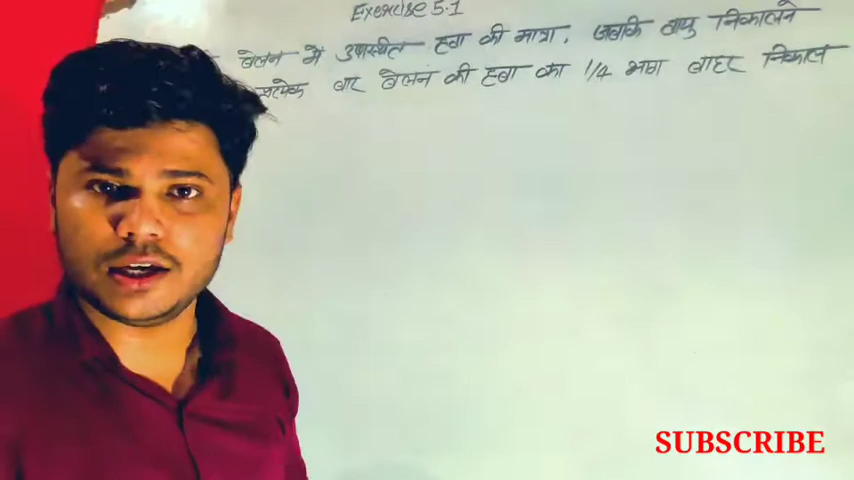 Exercise 5.1
बेलन में उपस्थित हवा की मात्रा, जबकि वायु निकालने
प्रत्येक बार बेलन की हवा का 1/4 भाग बाहर निकाल
SUBSCRIBE